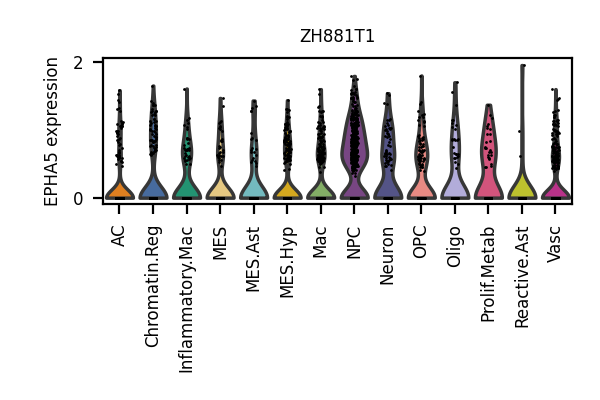 ZH881T1
EPHA5 expression
2
0
AC
Chromatin.Reg
Inflammatory.Mac
MES
MES.Ast
MES.Hyp
Mac
NPC
Neuron
OPC
Oligo
Prolif.Metab
Reactive.Ast
Vasc